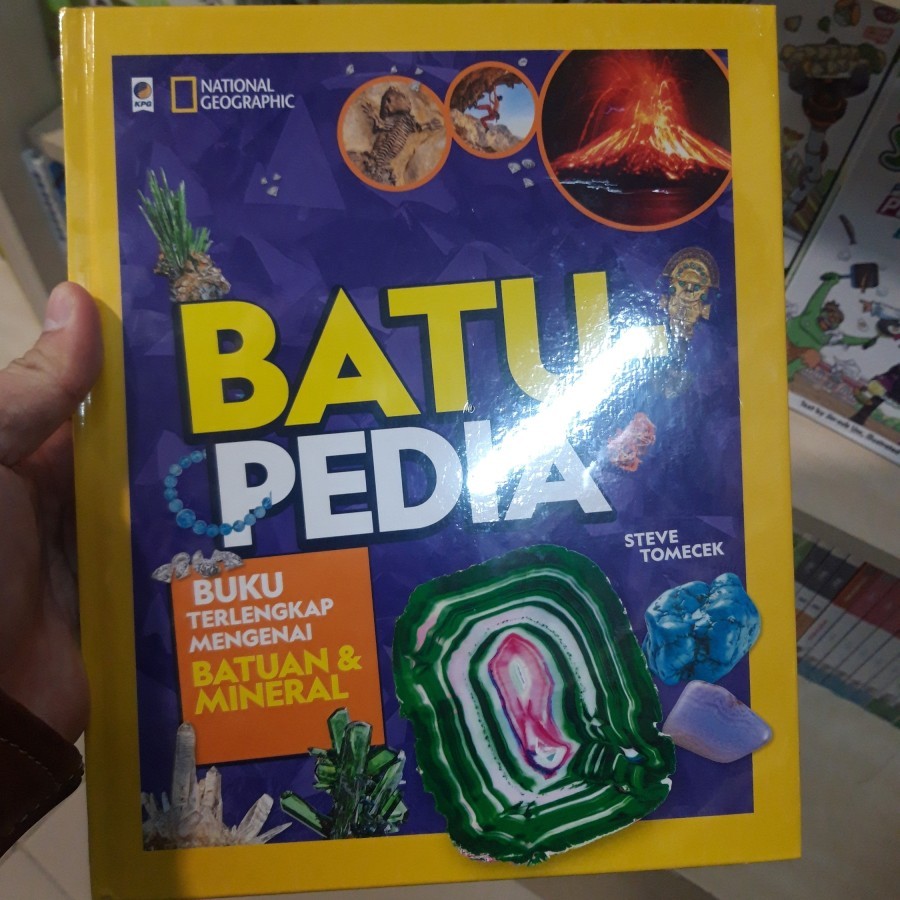 KPG
NATIONAL
GEOGRAPHIC
BATU-
PEDIA
STEVE
TOMECEK
BUKU
TERLENGKAP
MENGENAI
BATUAN &
MINERAL